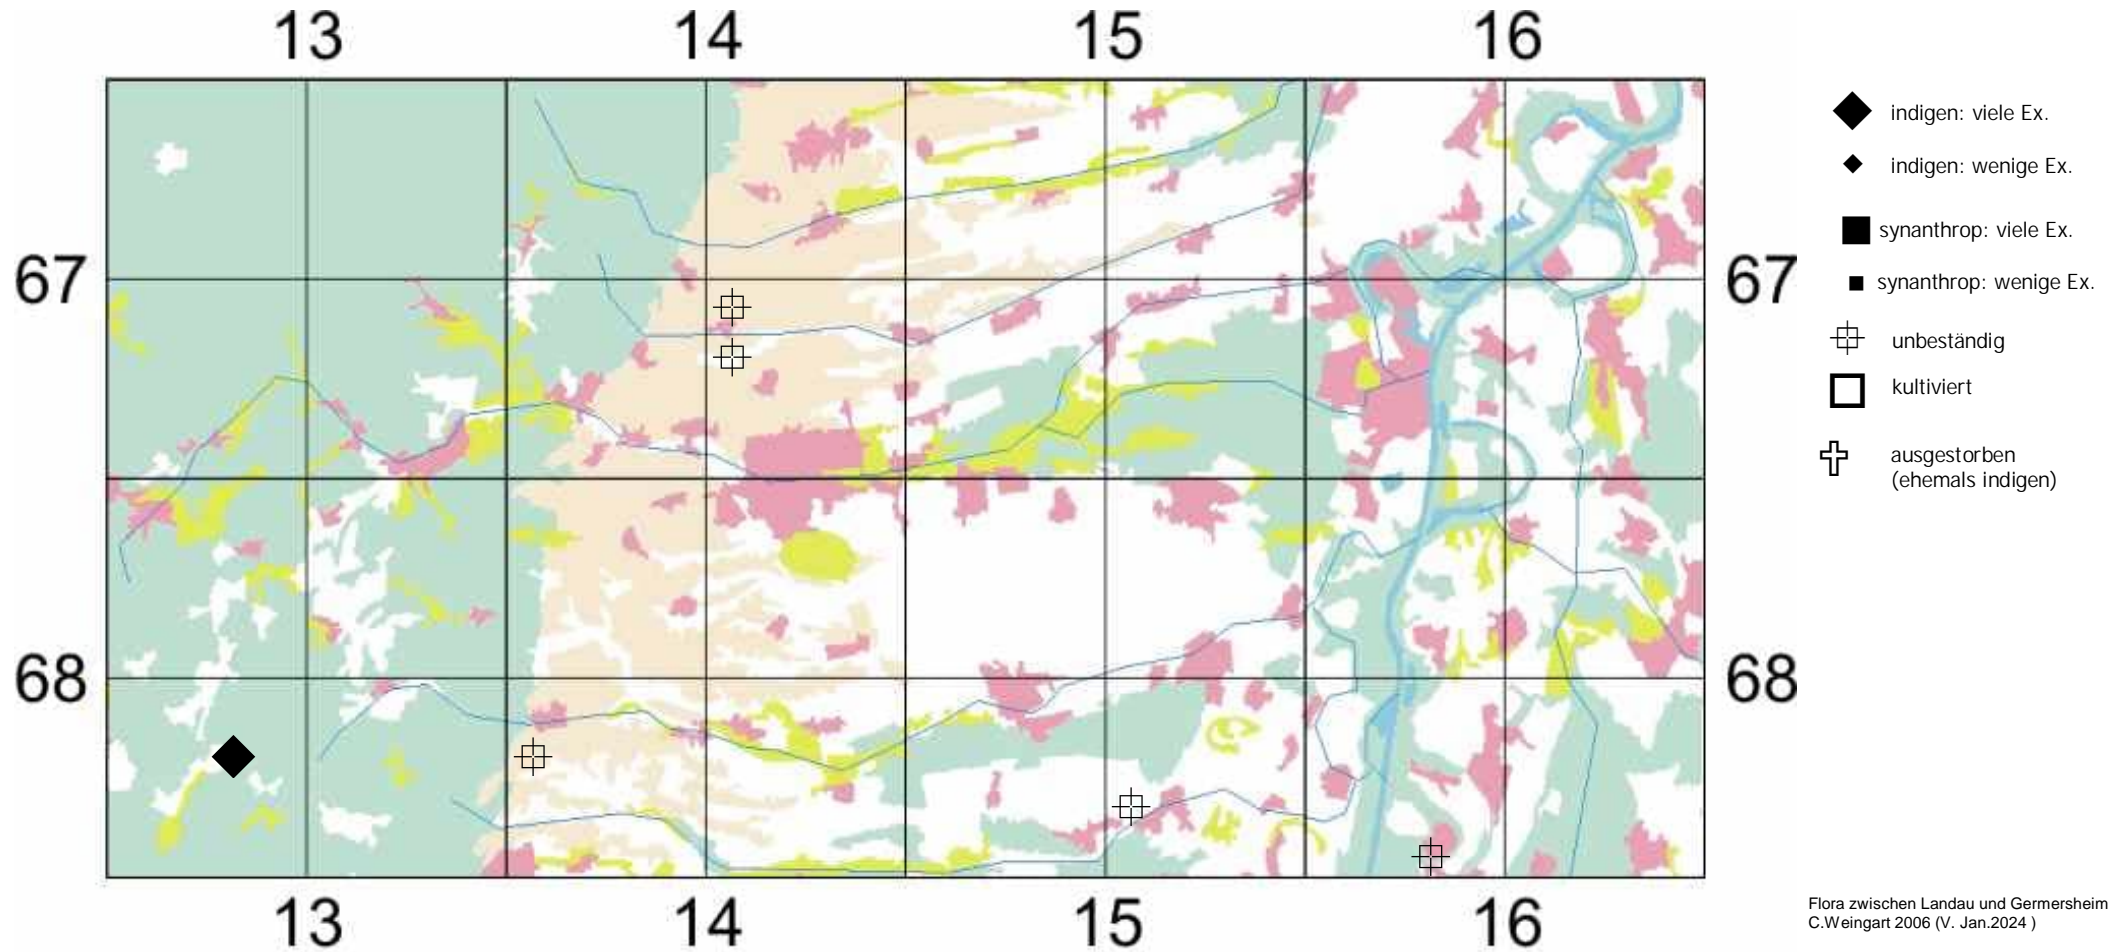 13 14 15 16
67 67
68 68
13 14 15 16
indigen: viele Ex.
indigen: wenige Ex.
synanthrop: viele Ex.
synanthrop: wenige Ex.
unbeständig
kultiviert
ausgestorben
(ehemals indigen)
Flora zwischen Landau und Germersheim
C.Weingart 2006 (V. Jan.2024 )